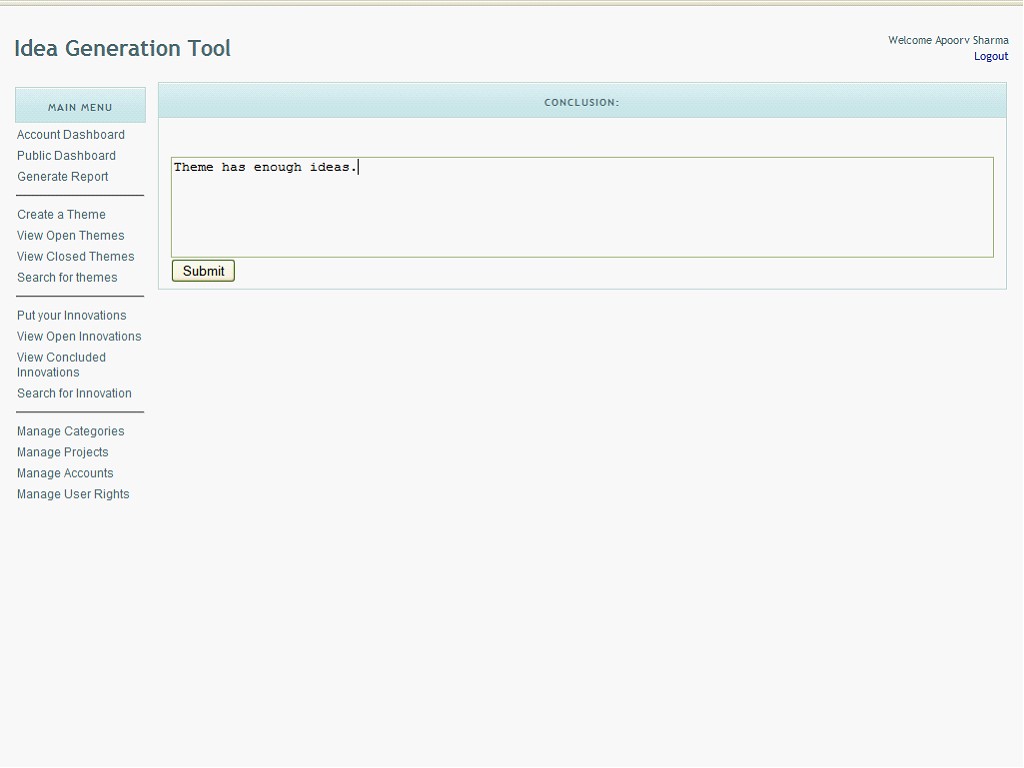 Idea Generation Tool
Welcome Apoorv Sharma
Logout
MAIN MENU
Account Dashboard
Public Dashboard
Generate Report
Create a Theme
View Open Themes
View Closed Themes
Search for themes
Put your Innovations
View Open Innovations
View Concluded
Innovations
Search for Innovation
Manage Categories
Manage Projects
Manage Accounts
Manage User Rights
CONCLUSION:
Theme has enough ideas.
Submit